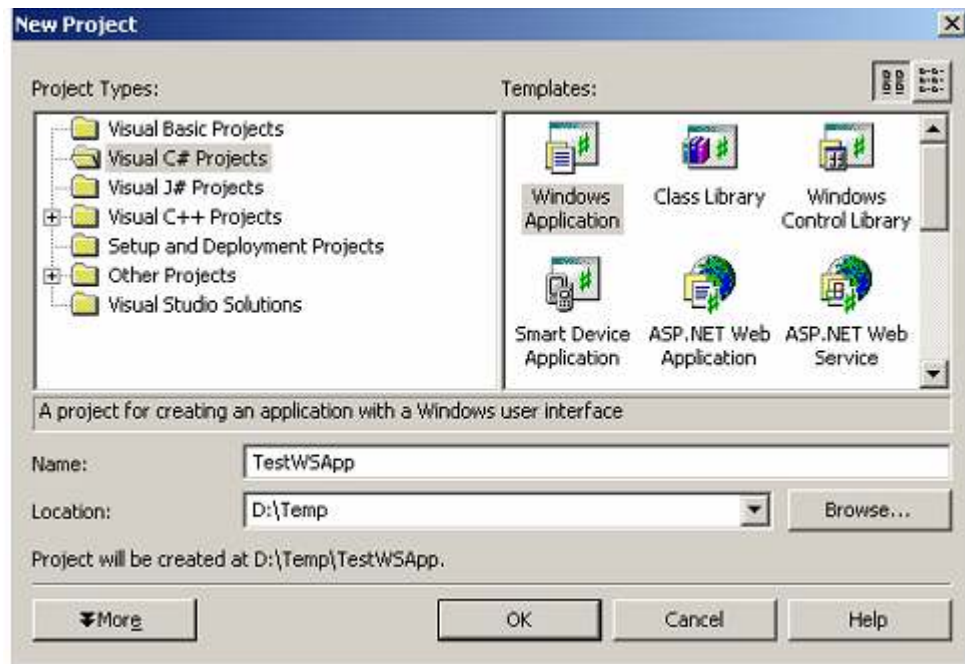 New Project
Project Types:
Templates:
Visual Basic Projects
Visual C# Projects
Visual J# Projects
Visual C++ Projects
Setup and Deployment Projects
Other Projects
Visual Studio Solutions
Windows
Application
Class Library
Windows
Control Library
Smart Device
Application
ASP.NET Web
Application
ASP.NET Web
Service
A project for creating an application with a Windows user interface
Name:
TestWSApp
Location:
D:\Temp
Browse...
Project will be created at D:\Temp\TestWSApp.
More
OK
Cancel
Help